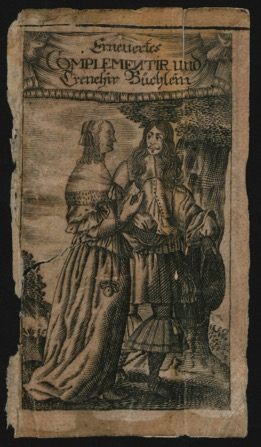 Erneuertes
COMPLEMENTIR und
Trenchir Büchlein